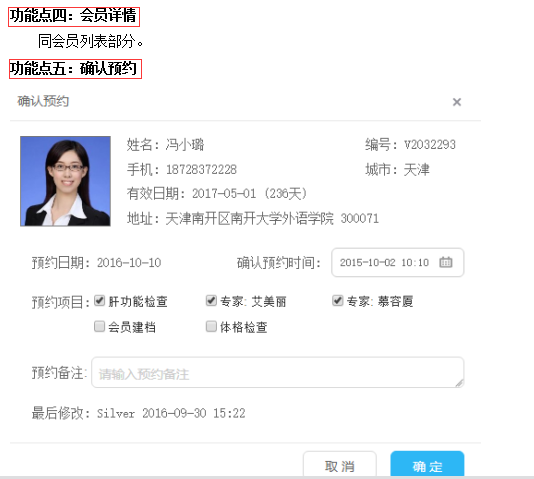 功能点四：会员详情
同会员列表部分。
功能点五：确认预约
确认预约 ×
姓名：冯小璐 编号：V2032293
手机：18728372228 城市：天津
有效日期：2017-05-01 (236天)
地址：天津南开区南开大学外语学院 300071
预约日期：2016-10-10 确认预约时间： 2015-10-02 10:10
预约项目： 肝功能检查 专家: 艾美丽 专家: 慕容厦
会员建档 体格检查
预约备注: 请输入预约备注
最后修改：Silver 2016-09-30 15:22
取 消 确 定